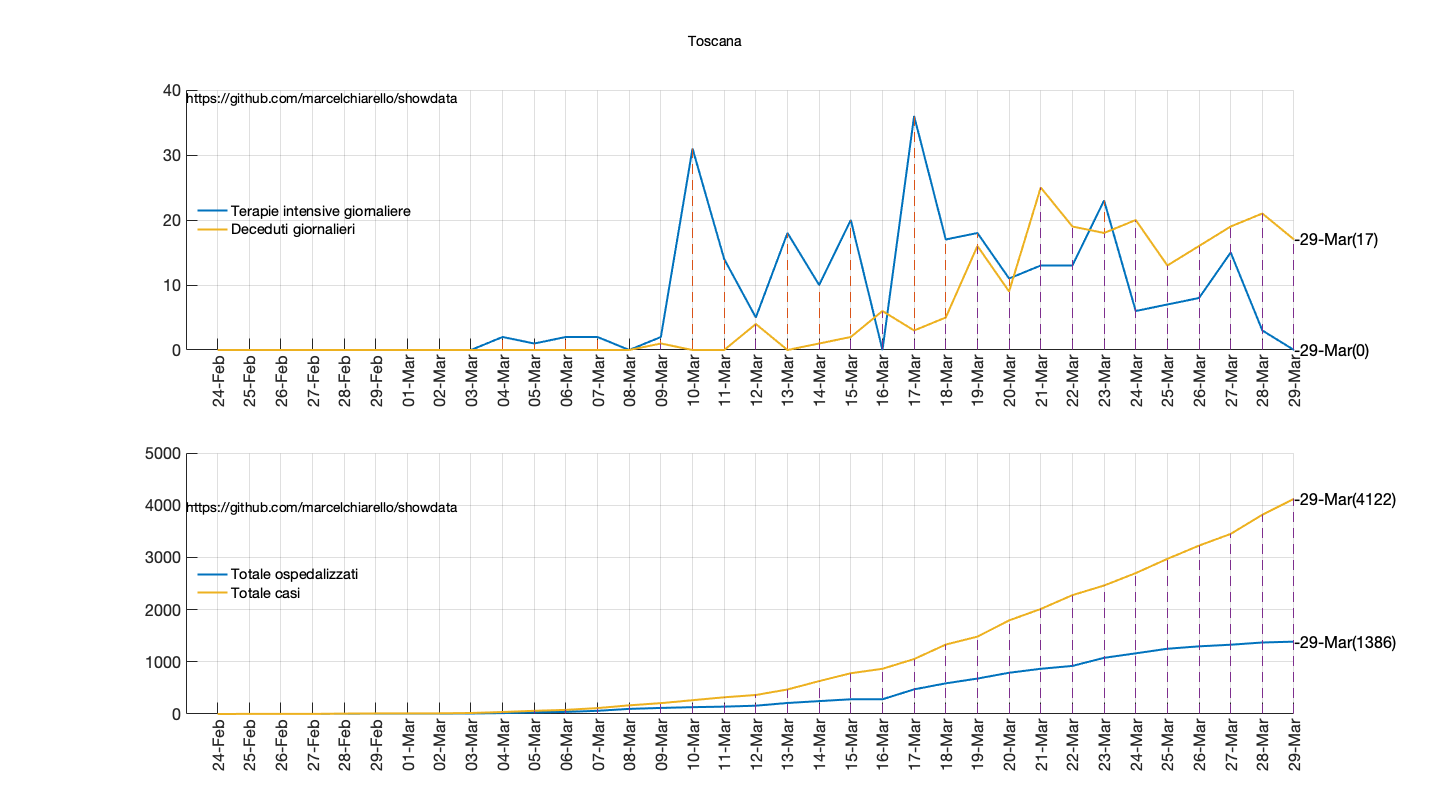 Toscana
40
https://github.com/marcelchiarello/showdata
30
Terapie intensive giornaliere
20
Deceduti giornalieri
-29-Mar(17)
10
0
-29-Mar(0)
24-Feb
25-Feb
26-Feb
27-Feb
28-Feb
29-Feb
01-Mar
02-Mar
03-Mar
04-Mar
05-Mar
06-Mar
07-Mar
08-Mar
09-Mar
10-Mar
11-Mar
12-Mar
13-Mar
14-Mar
15-Mar
16-Mar
17-Mar
18-Mar
19-Mar
20-Mar
21-Mar
22-Mar
23-Mar
24-Mar
25-Mar
26-Mar
27-Mar
28-Mar
29-Mar
5000
4000
https://github.com/marcelchiarello/showdata
-29-Mar(4122)
3000
Totale ospedalizzati
Totale casi
2000
1000
-29-Mar(1386)
0
24-Feb
25-Feb
26-Feb
27-Feb
28-Feb
29-Feb
01-Mar
02-Mar
03-Mar
04-Mar
05-Mar
06-Mar
07-Mar
08-Mar
09-Mar
10-Mar
11-Mar
12-Mar
13-Mar
14-Mar
15-Mar
16-Mar
17-Mar
18-Mar
19-Mar
20-Mar
21-Mar
22-Mar
23-Mar
24-Mar
25-Mar
26-Mar
27-Mar
28-Mar
29-Mar